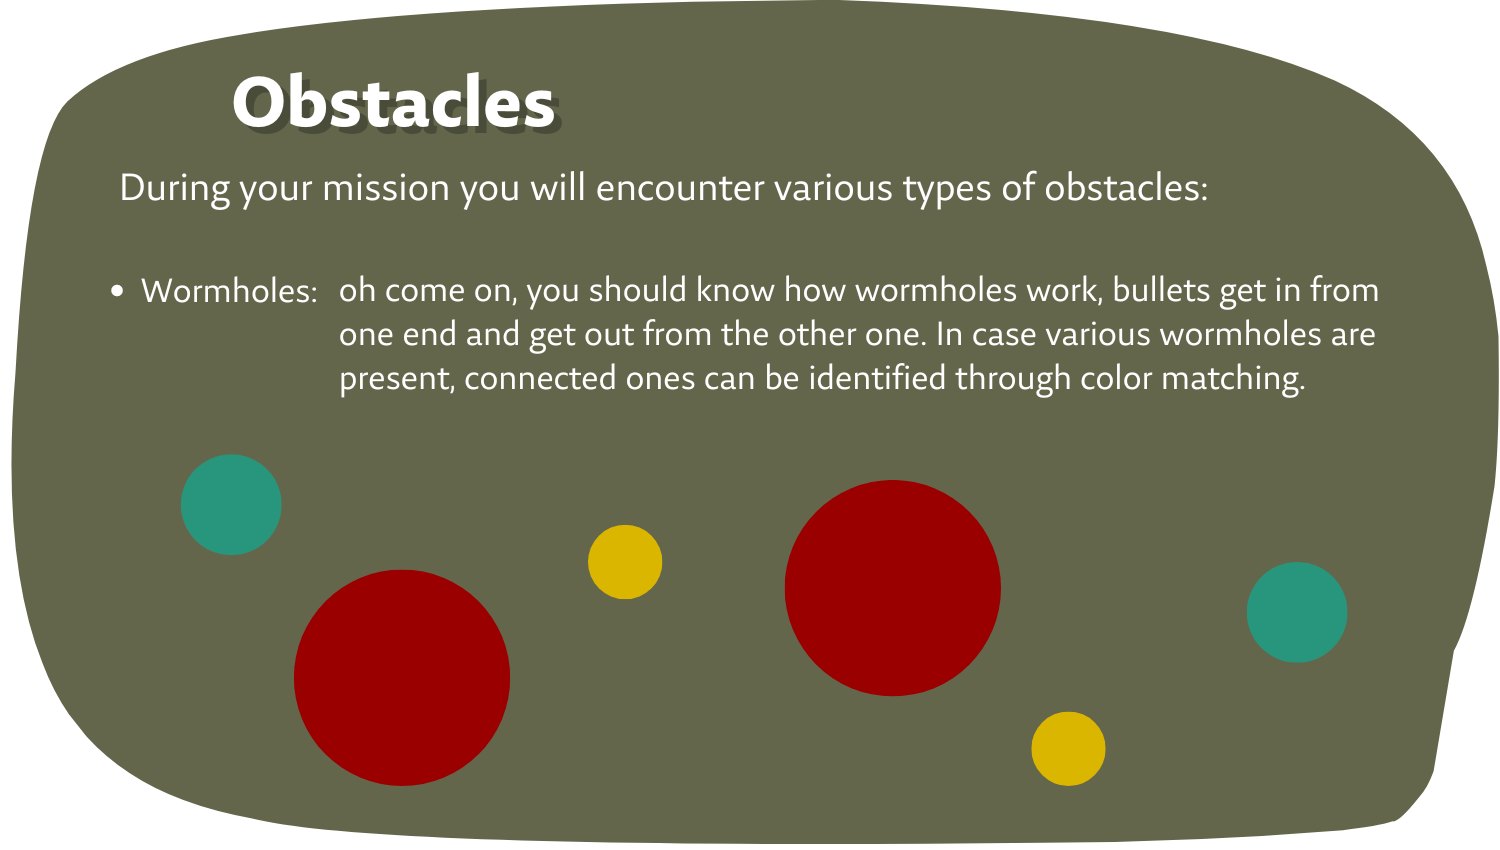 Obstacles
During your mission you will encounter various types of obstacles:
• Wormholes: oh come on, you should know how wormholes work, bullets get in from
one end and get out from the other one. In case various wormholes are
present, connected ones can be identified through color matching.